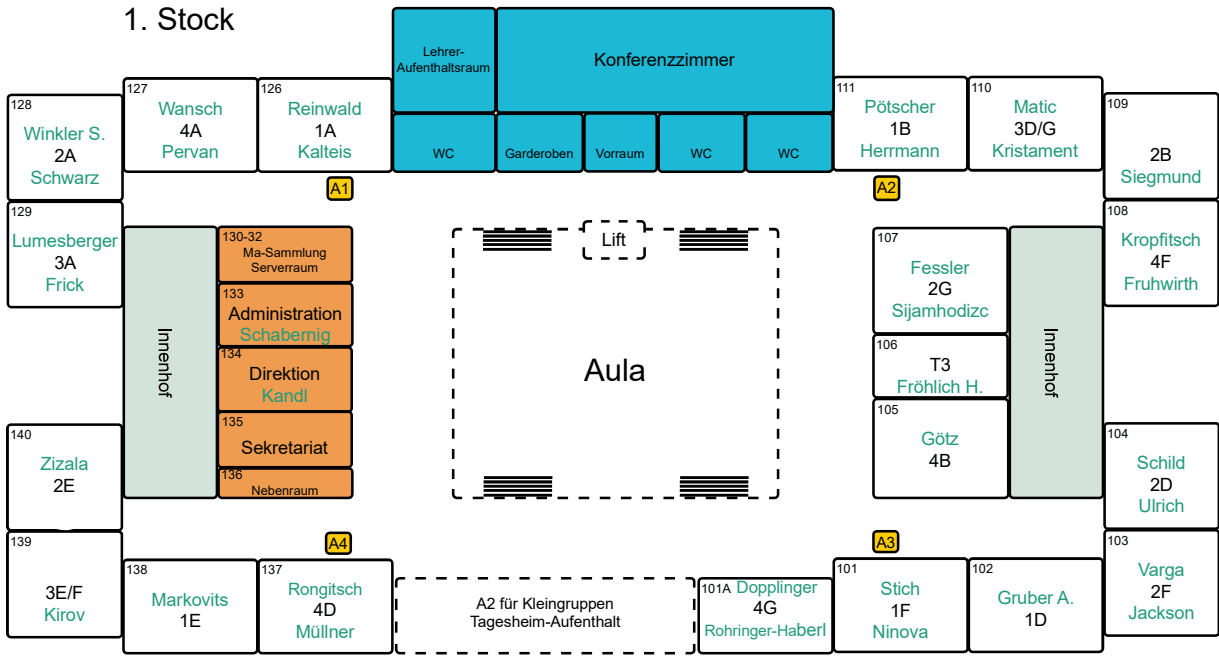 1. Stock
Lehrer-
Aufenthaltsraum
Konferenzzimmer
WC
Garderoben
Vorraum
WC
WC
128
Winkler S.
2A
Schwarz
127
Wansch
4A
Pervan
126
Reinwald
1A
Kalteis
111
Pötscher
1B
Herrmann
110
Matic
3D/G
Kristament
109
2B
Siegmund
A1
A2
129
Lumesberger
3A
Frick
Innenhof
130-32
Ma-Sammlung
Serverraum
133
Administration
Schabernig
134
Direktion
Kandl
135
Sekretariat
136
Nebenraum
Lift
Aula
107
Fessler
2G
Sijamhodizc
106
T3
Fröhlich H.
105
Götz
4B
Innenhof
108
Kropfitsch
4F
Fruhwirth
140
Zizala
2E
104
Schild
2D
Ulrich
A4
A3
139
3E/F
Kirov
138
Markovits
1E
137
Rongitsch
4D
Müllner
A2 für Kleingruppen
Tagesheim-Aufenthalt
101A
Dopplinger
4G
Rohringer-Haberl
101
Stich
1F
Ninova
102
Gruber A.
1D
103
Varga
2F
Jackson